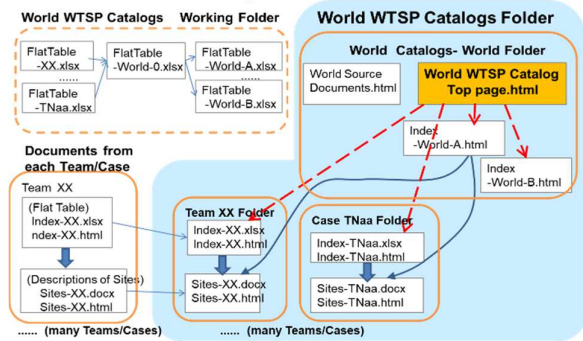 World WTSP Catalogs Working Folder
FlatTable
-XX.xlsx
......
FlatTable
-TNaa.xlsx
FlatTable
-World-0.xlsx
FlatTable
-World-A.xlsx
......
FlatTable
-World-B.xlsx
World WTSP Catalogs Folder
World Catalogs- World Folder
World Source
Documents.html
World WTSP Catalog
Top page.html
Index
-World-A.html
Index
-World-B.html
Documents from
each Team/Case
Team XX
(Flat Table)
Index-XX.xlsx
ndex-XX.html
(Descriptions of Sites)
Sites-XX.docx
Sites-XX.html
...... (many Teams/Cases)
Team XX Folder
Index-XX.xlsx
Index-XX.html
Sites-XX.docx
Sites-XX.html
Case TNaa Folder
Index-TNaa.xlsx
Index-TNaa.html
Sites-TNaa.docx
Sites-TNaa.html
...... (many Teams/Cases)